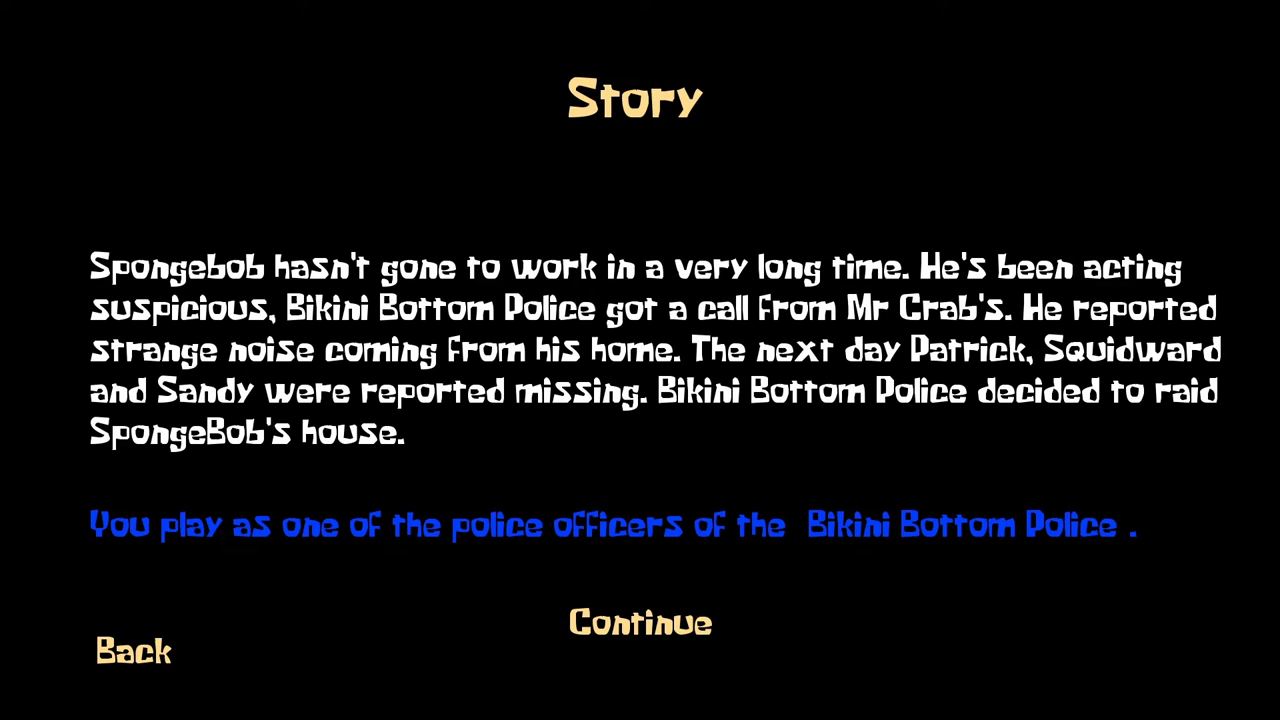 Story
Spongebob hasn't gone to work in a very long time. He's been acting
suspicious, Bikini Bottom Police got a call from Mr Crab's. He reported
strange noise coming from his home. The next day Patrick, Squidward
and Sandy were reported missing. Bikini Bottom Police decided to raid
SpongeBob's house.
You play as one of the police officers of the  Bikini Bottom Police .
Continue
Back